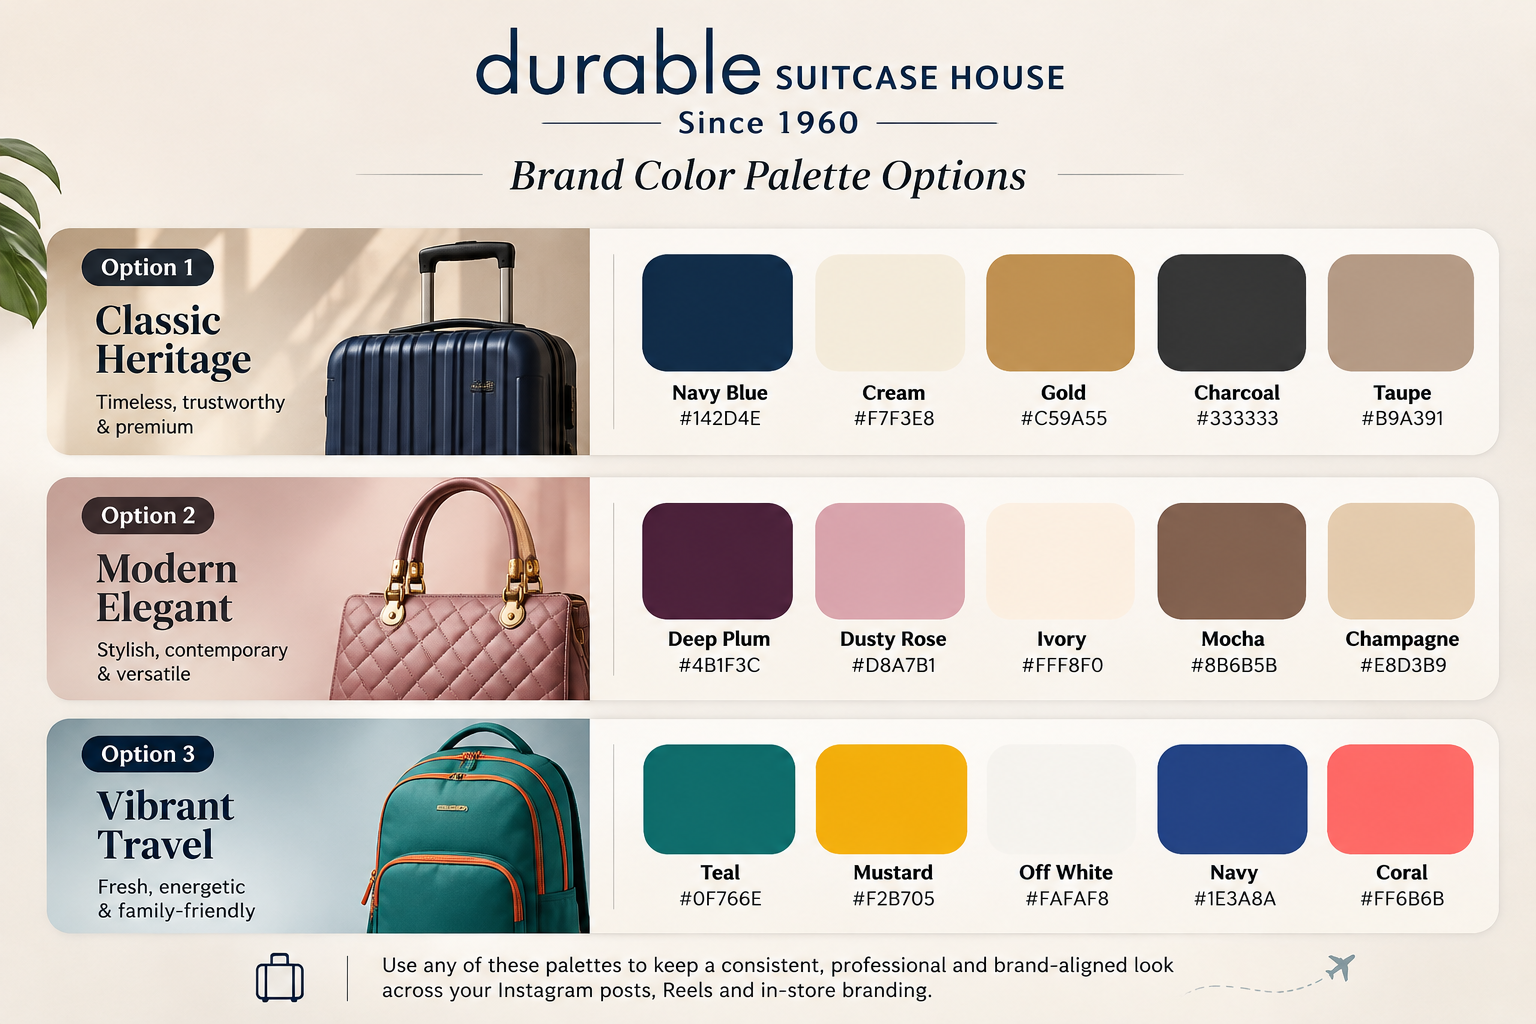 durable SUITCASE HOUSE
Since 1960
Brand Color Palette Options
Option 1
Classic
Heritage
Timeless, trustworthy
& premium
Navy Blue
#142D4E
Cream
#F7F3E8
Gold
#C59A55
Charcoal
#333333
Taupe
#B9A391
Option 2
Modern
Elegant
Stylish, contemporary
& versatile
Deep Plum
#4B1F3C
Dusty Rose
#D8A7B1
Ivory
#FFF8F0
Mocha
#8B6B5B
Champagne
#E8D3B9
Option 3
Vibrant
Travel
Fresh, energetic
& family-friendly
Teal
#0F766E
Mustard
#F2B705
Off White
#FAFAF8
Navy
#1E3A8A
Coral
#FF6B6B
Use any of these palettes to keep a consistent, professional and brand-aligned look
across your Instagram posts, Reels and in-store branding.